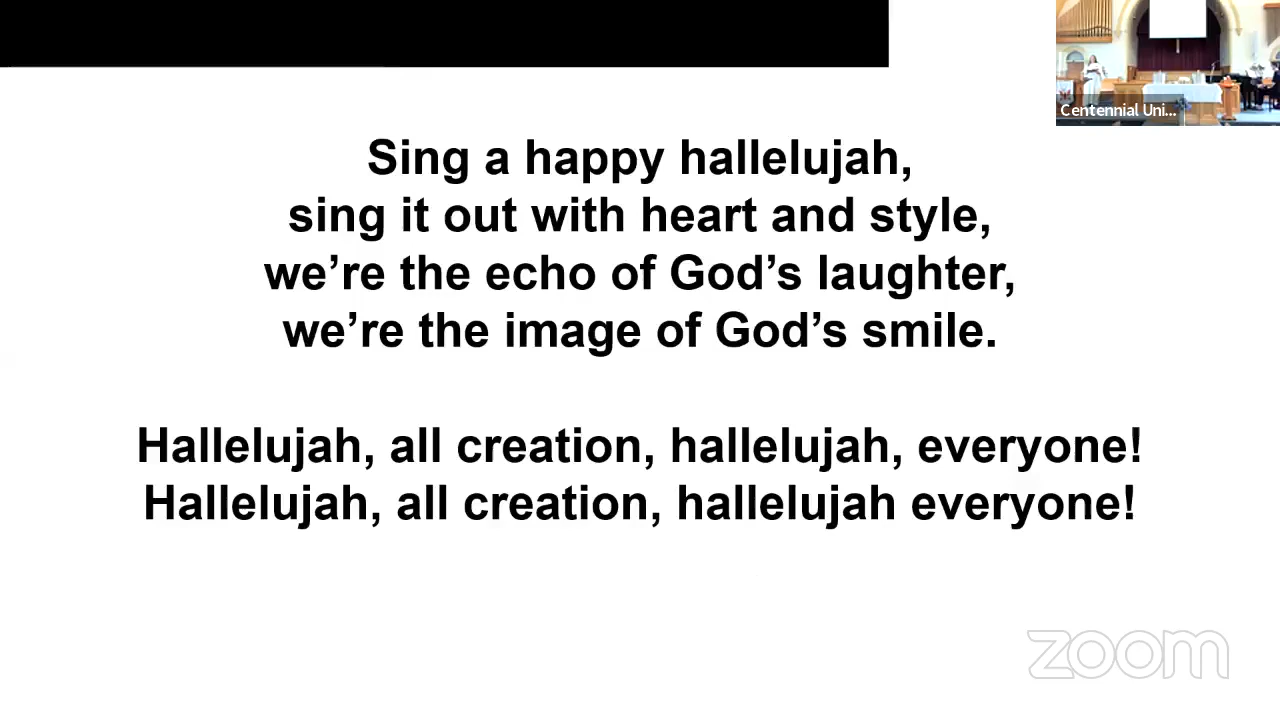 Centennial Uni...
Sing a happy hallelujah,
sing it out with heart and style,
we’re the echo of God’s laughter,
we’re the image of God’s smile.
Hallelujah, all creation, hallelujah, everyone!
Hallelujah, all creation, hallelujah everyone!
zoom